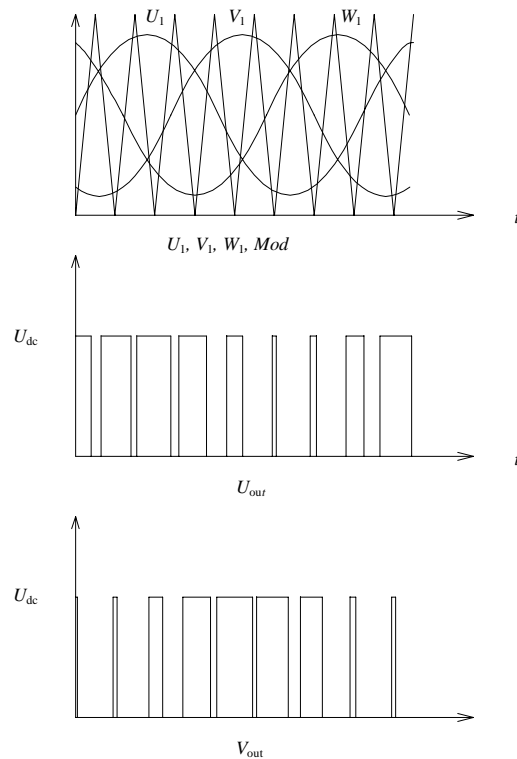 U1 V1 W1
t
U1, V1, W1, Mod
Udc
t
Uout
Udc
Vout